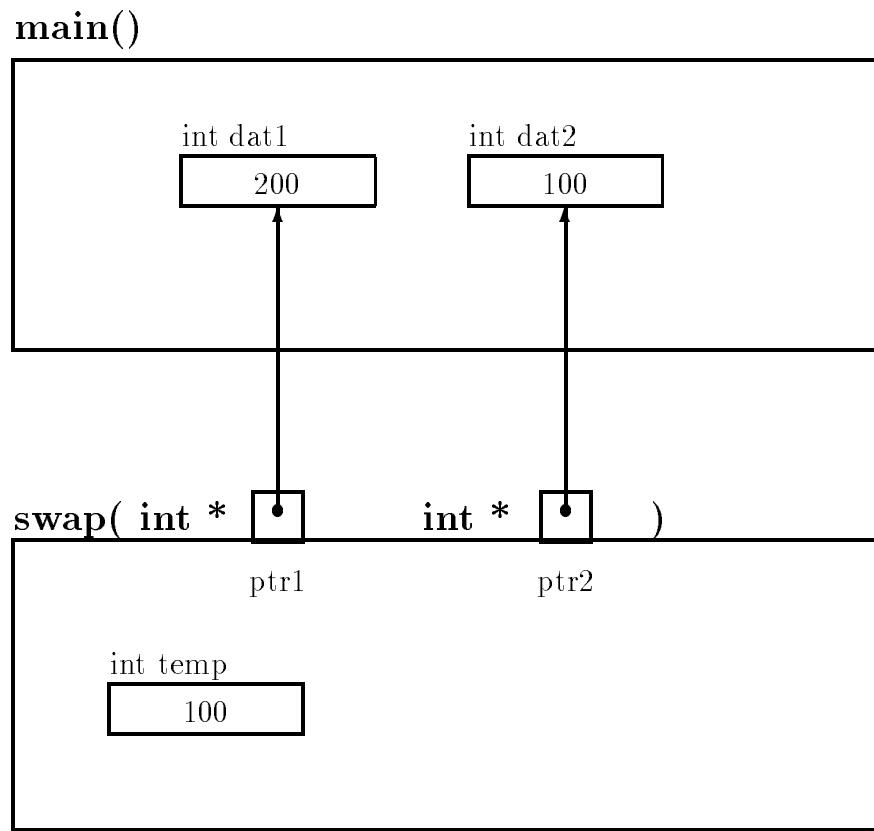 main()
int dat1 int dat2
200 100
swap( int * int * )
ptr1 ptr2
int temp
100